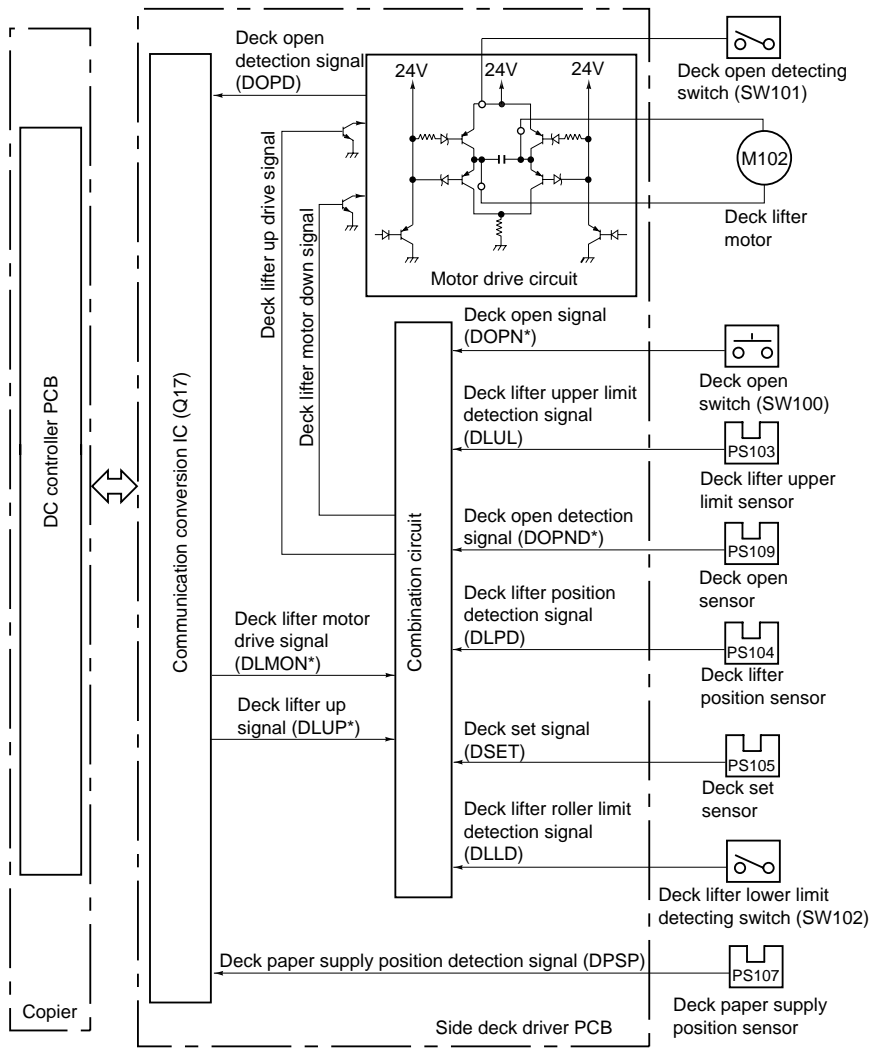 Deck open
detection signal
(DOPD)
24V
24V
24V
Deck open detecting
switch (SW101)
M102
Deck lifter
motor
Motor drive circuit
Deck lifter up drive signal
Deck lifter motor down signal
Deck open signal
(DOPN*)
Deck open
switch (SW100)
DC controller PCB
Communication conversion IC (Q17)
Combination circuit
Deck lifter upper limit
detection signal
(DLUL)
PS103
Deck lifter upper
limit sensor
Deck open detection
signal (DOPND*)
PS109
Deck open
sensor
Deck lifter position
detection signal
(DLPD)
PS104
Deck lifter
position sensor
Deck lifter motor
drive signal
(DLMON*)
Deck lifter up
signal (DLUP*)
Deck set signal
(DSET)
PS105
Deck set
sensor
Deck lifter roller limit
detection signal
(DLLD)
Deck lifter lower limit
detecting switch (SW102)
Deck paper supply position detection signal (DPSP)
PS107
Deck paper supply
position sensor
Copier
Side deck driver PCB